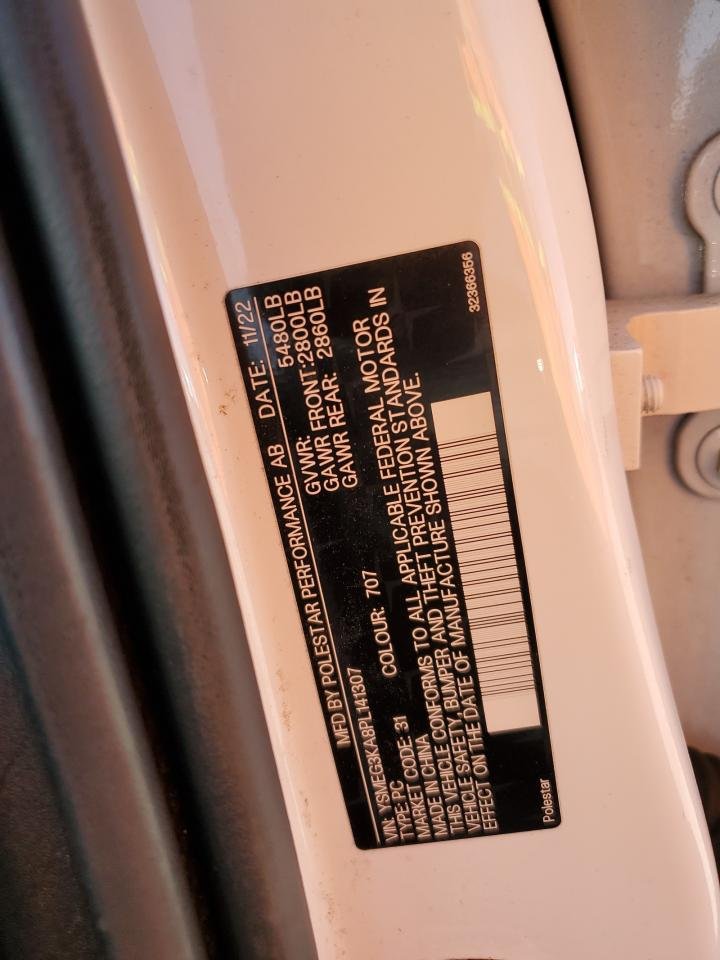 MFD BY POLESTAR PERFORMANCE AB DATE: 11/22
GVWR: 5480LB
GAWR FRONT: 2800LB
GAWR REAR: 2860LB
VIN: YSMEG3KA8PL141307
TYPE: PC
MARKET CODE: 31 COLOUR: 707
MADE IN CHINA
THIS VEHICLE CONFORMS TO ALL APPLICABLE FEDERAL MOTOR
VEHICLE SAFETY, BUMPER AND THEFT PREVENTION STANDARDS IN
EFFECT ON THE DATE OF MANUFACTURE SHOWN ABOVE.
Polestar 32366356